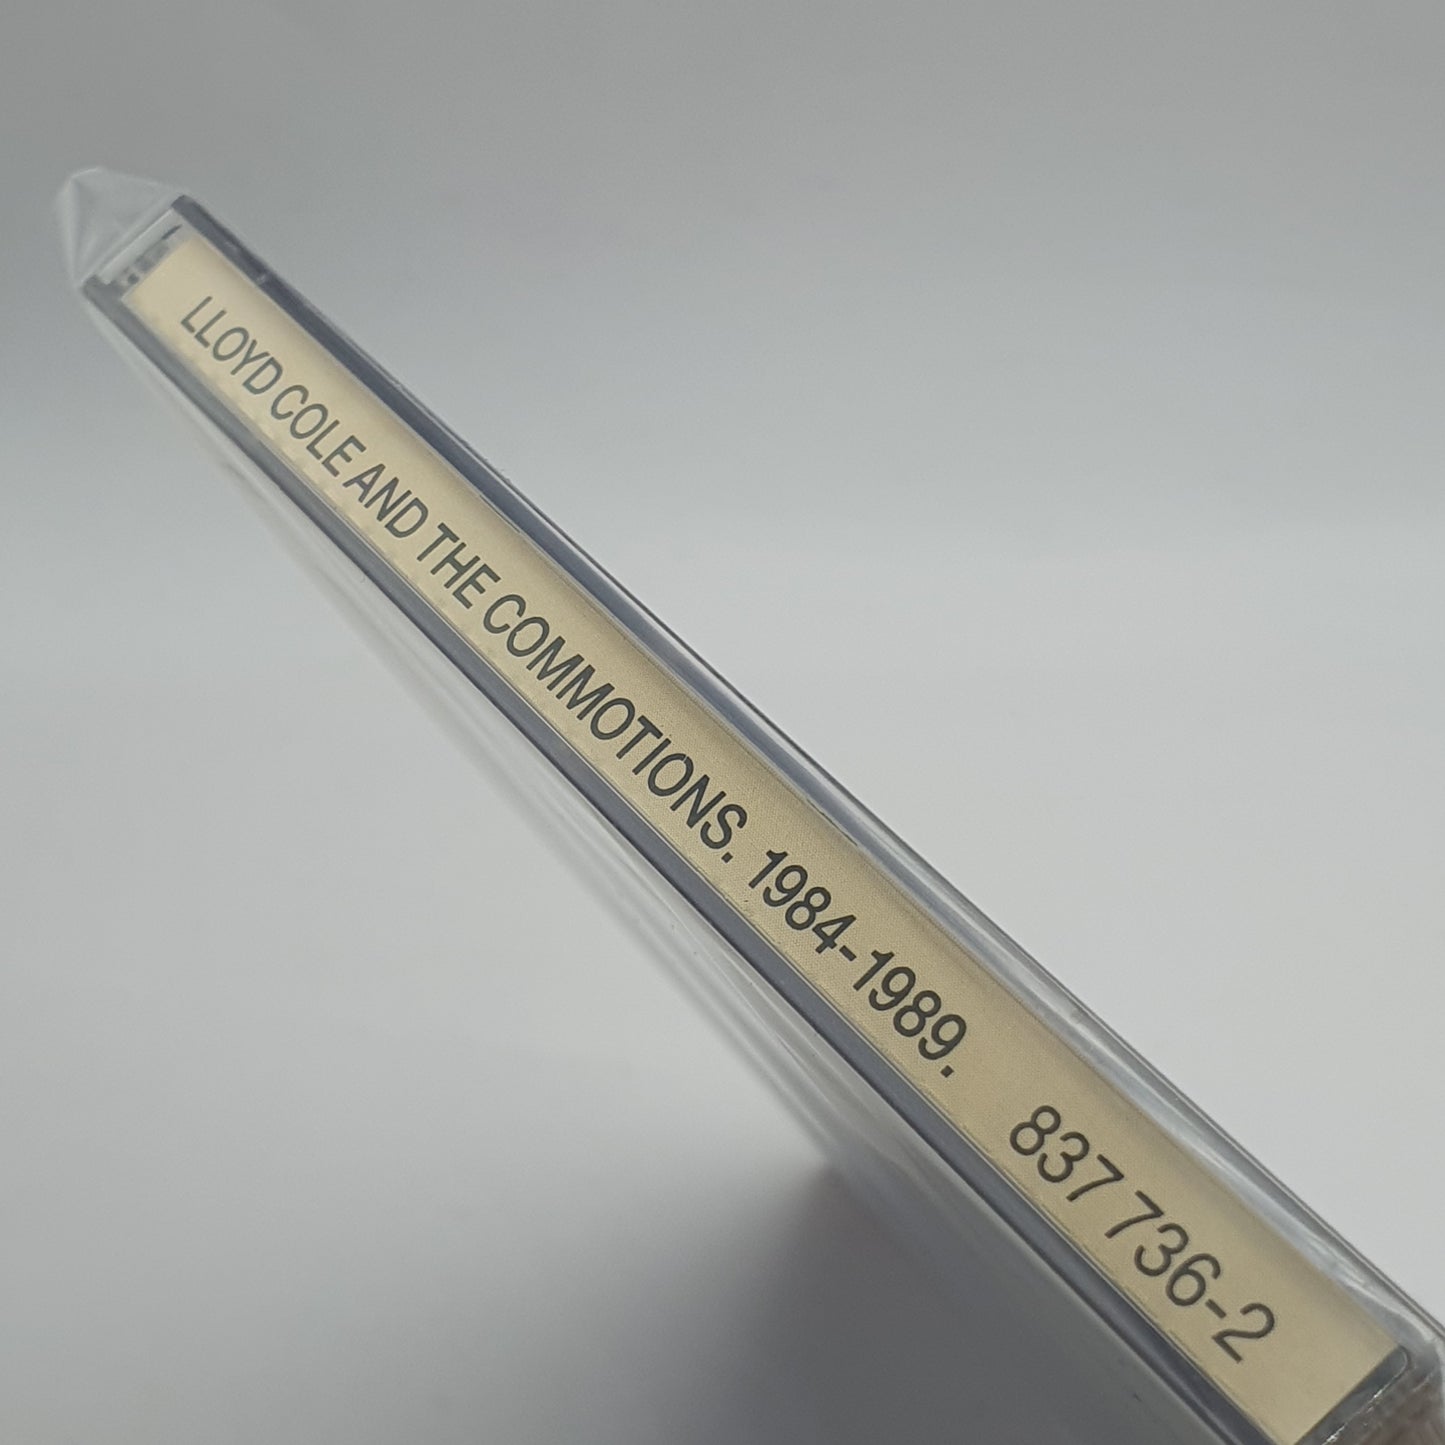 LLOYD COLE AND THE COMMOTIONS. 1984-1989. 837 736-2